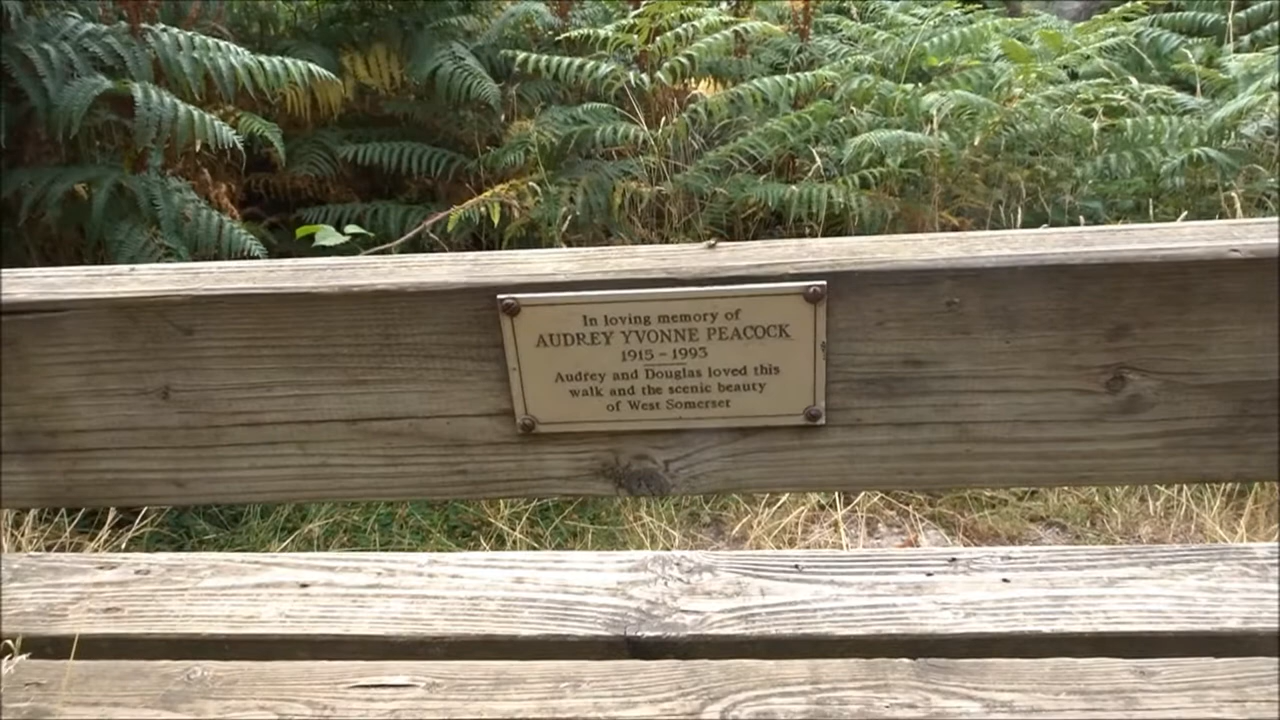 In loving memory of
AUDREY YVONNE PEACOCK
1915 – 1993
Audrey and Douglas loved this
walk and the scenic beauty
of West Somerset